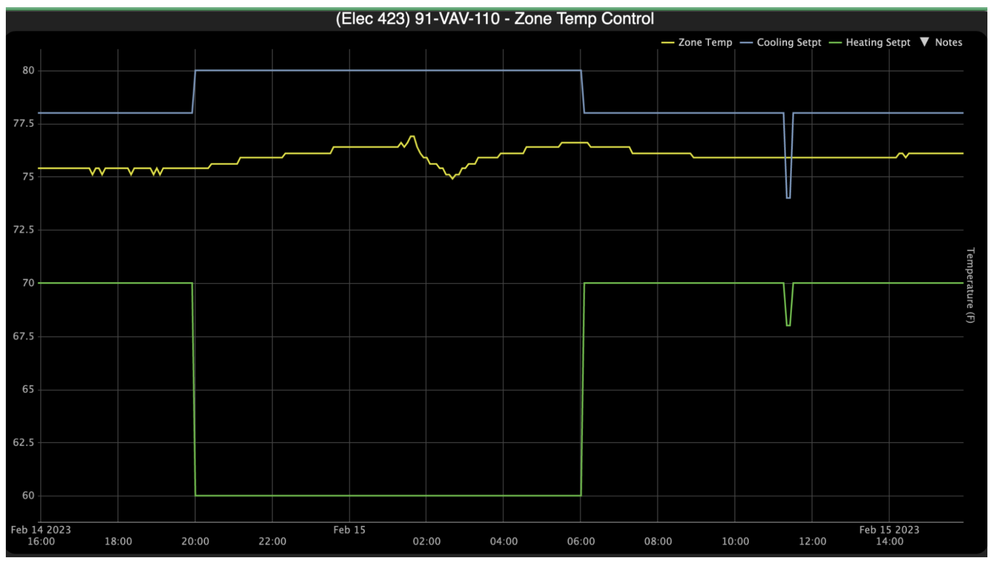 (Elec 423) 91-VAV-110 - Zone Temp Control
Zone Temp Cooling Setpt Heating Setpt Notes
80
77.5
75
72.5
70
67.5
65
62.5
60
Temperature (F)
Feb 14 2023 Feb 15 Feb 15 2023
16:00 18:00 20:00 22:00 02:00 04:00 06:00 08:00 10:00 12:00 14:00